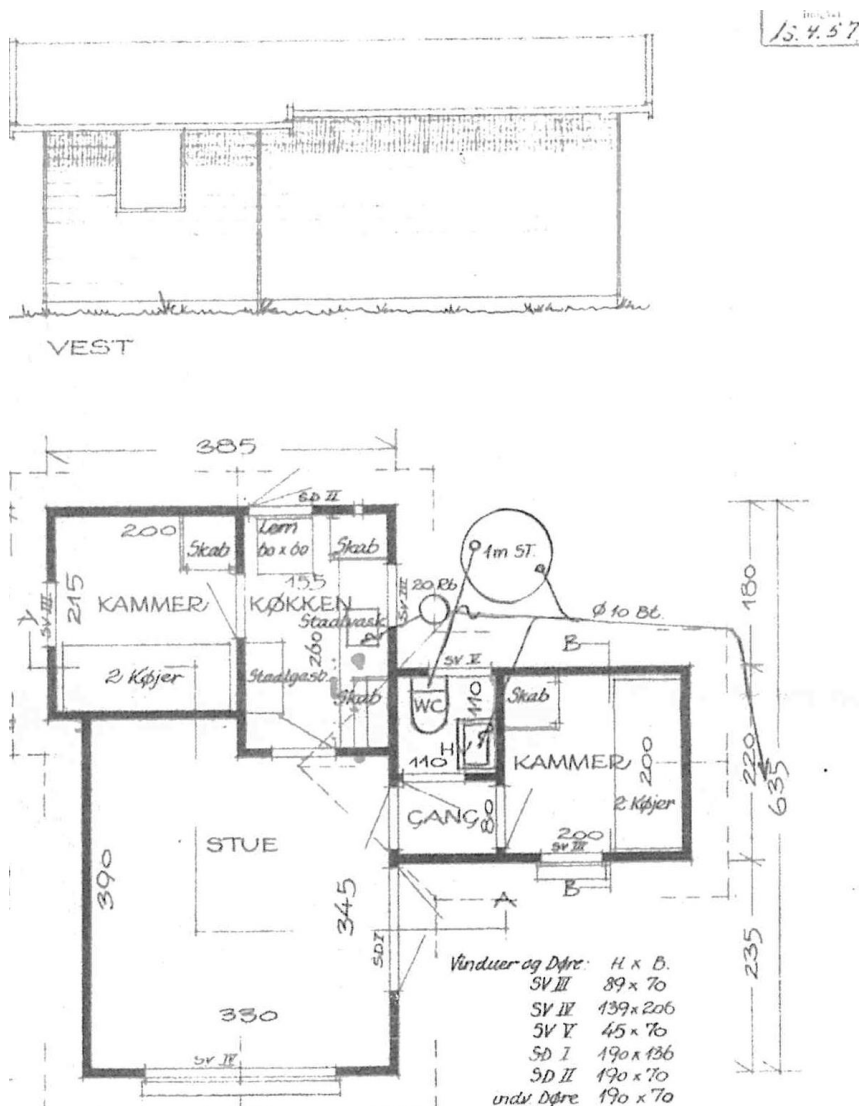 15.4.57
VEST
385
SD II
200
Skab
Lem
60 x 60
Skab
1m ST.
155
20 Rb
180
SV III
215
KAMMER
KØKKEN
SV III
Staalvask
Ø 10 Bt.
260
2 Køjer
Staalgasb.
Skab
SV V
B
WC
110
Skab
HV
110
KAMMER
200
220
635
GANG
80
2 Køjer
STUE
200
SV III
390
345
B
A
SD I
235
330
SV IV
Vinduer og Døre: H x B.
SV III 89 x 70
SV IV 139 x 206
SV V 45 x 70
SD I 190 x 136
SD II 190 x 70
indv Døre 190 x 70